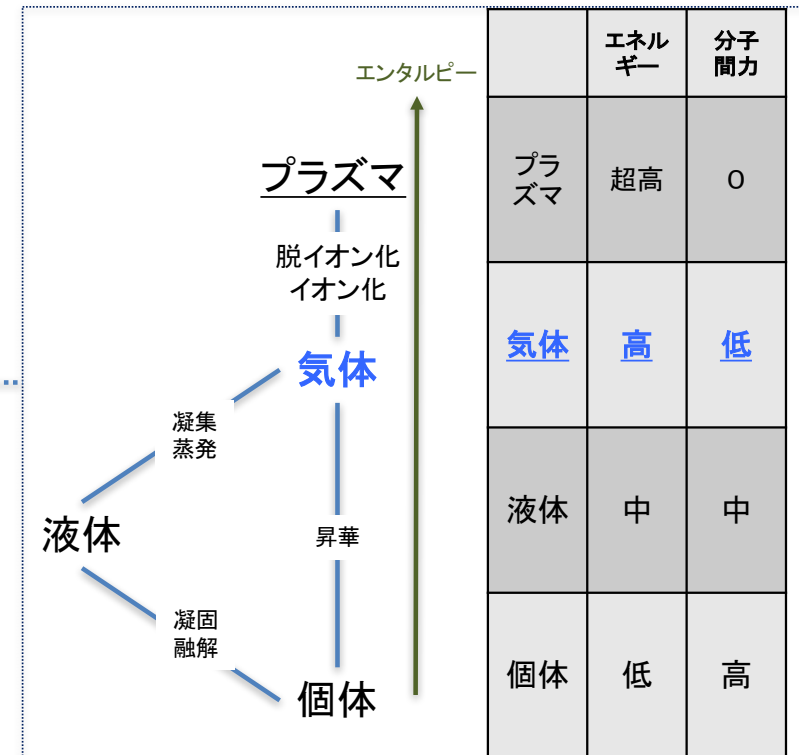 エンタルピー
プラズマ
脱イオン化
イオン化
気体
凝集
蒸発
液体
昇華
凝固
融解
個体
エネル
ギー
分子
間力
プラ
ズマ
超高
0
気体
高
低
液体
中
中
個体
低
高